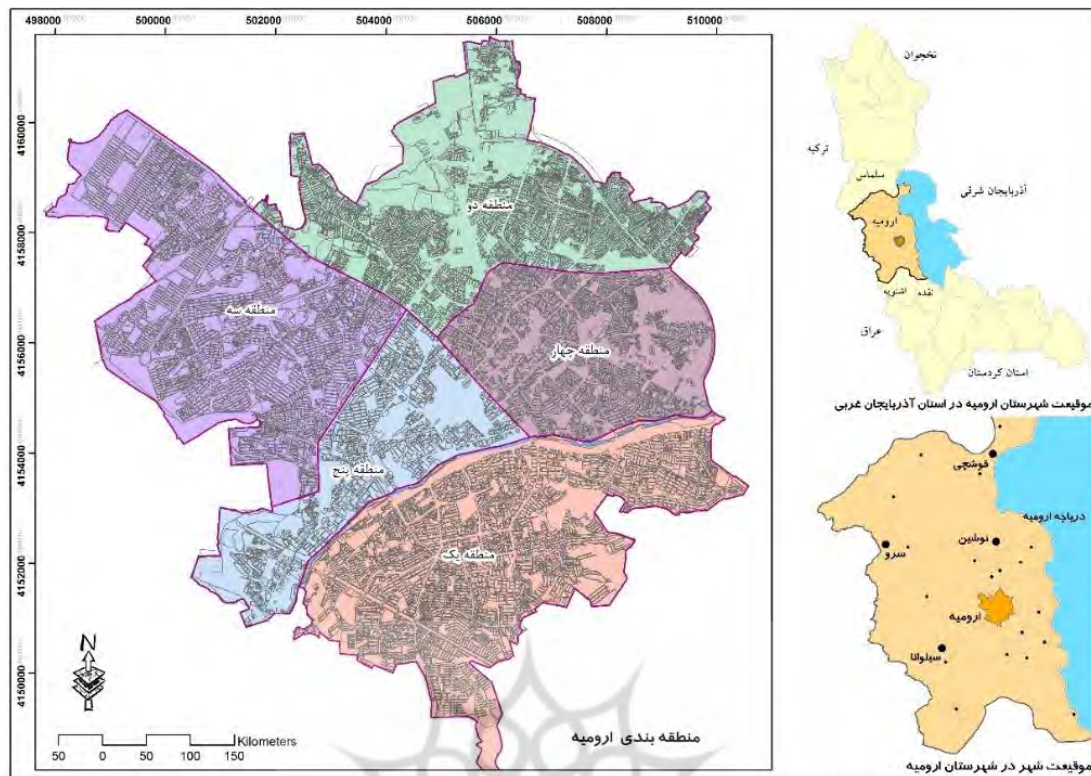 498000 500000 502000 504000 506000 508000 510000
4160000
4158000
4156000
4154000
4152000
4150000
منطقه دو
منطقه سه
منطقه چهار
منطقه پنج
منطقه یک
N
50 0 50 100 150 Kilometers
منطقه بندی ارومیه
نخجوان
ترکیه
سلماس
آذربایجان شرقی
ارومیه
اشنویه
نقده
عراق
استان کردستان
موقیعت شهرستان ارومیه در استان آذربایجان غربی
قوشچی
دریاچه ارومیه
نوشین
سرو
ارومیه
سیلوانا
موقیعت شهر در شهرستان ارومیه